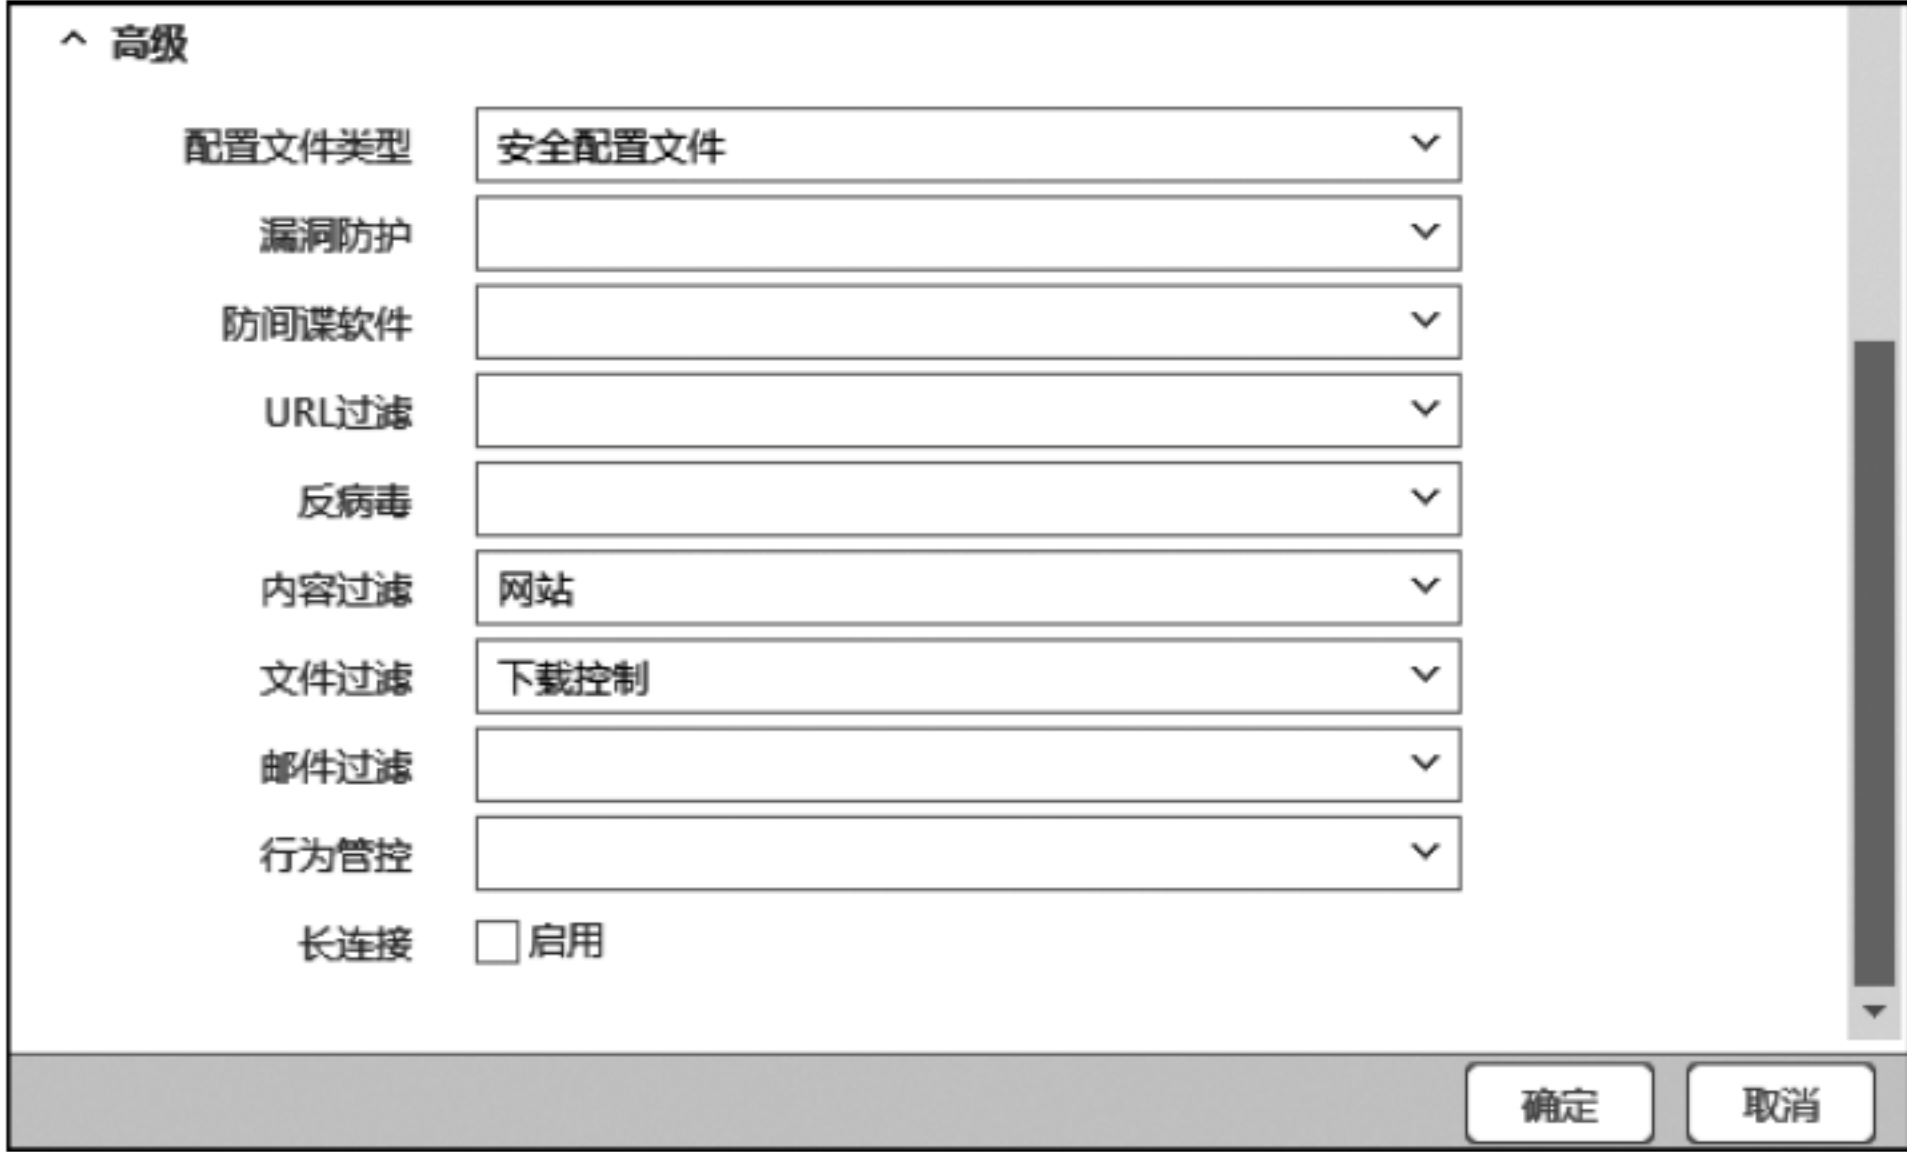 高级
配置文件类型 安全配置文件
漏洞防护
防间谍软件
URL过滤
反病毒
内容过滤 网站
文件过滤 下载控制
邮件过滤
行为管控
长连接 启用
确定 取消